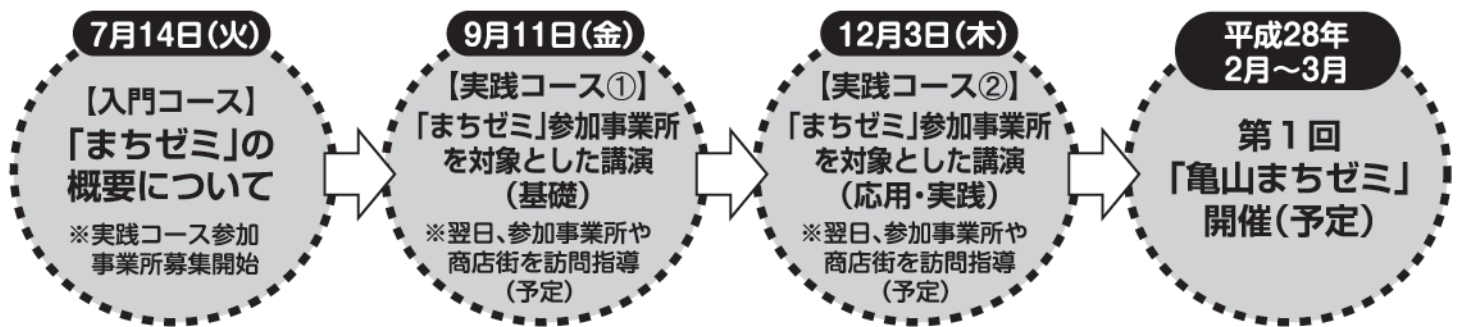 7月14日(火)
【入門コース】
「まちゼミ」の
概要について
※実践コース参加
事業所募集開始
9月11日(金)
【実践コース①】
「まちゼミ」参加事業所
を対象とした講演
(基礎)
※翌日、参加事業所や
商店街を訪問指導
(予定)
12月3日(木)
【実践コース②】
「まちゼミ」参加事業所
を対象とした講演
(応用・実践)
※翌日、参加事業所や
商店街を訪問指導
(予定)
平成28年
2月～3月
第1回
「亀山まちゼミ」
開催(予定)